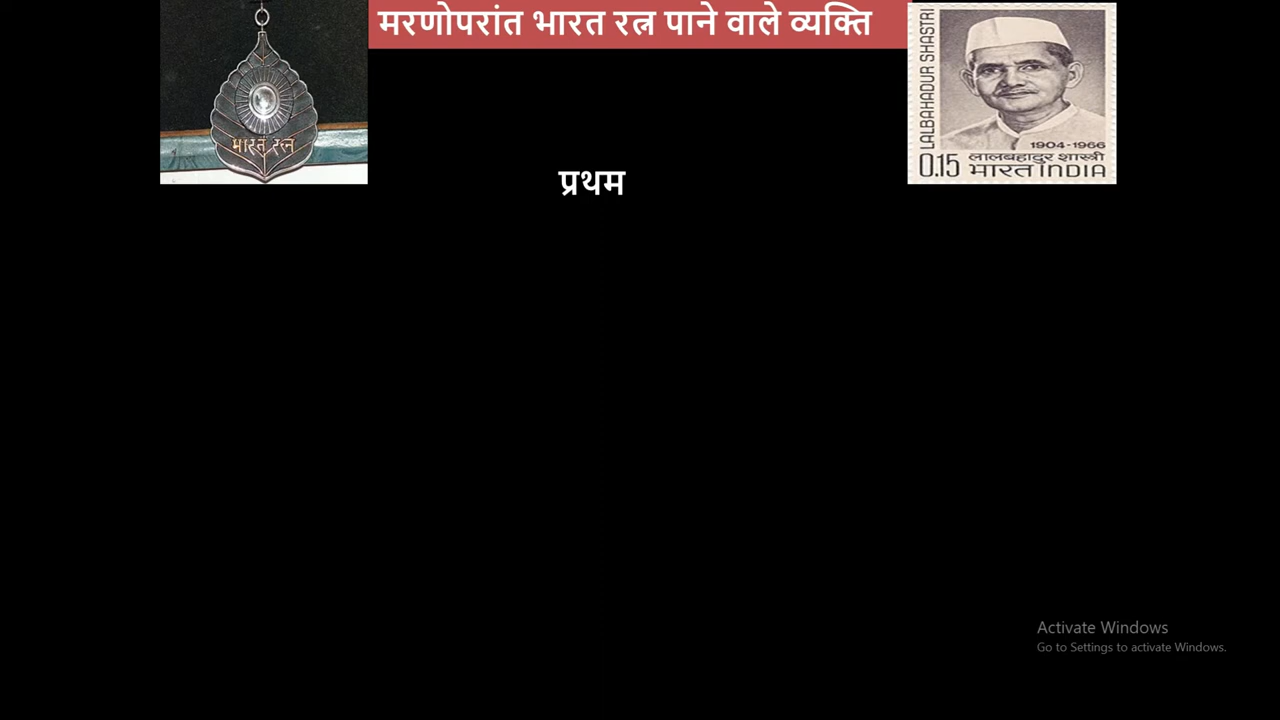 मरणोपरांत भारत रत्न पाने वाले व्यक्ति
भारत रत्न
LALBAHADUR SHASTRI
1904-1966
0.15 लालबहादुर शास्त्री
भारत INDIA
प्रथम
Activate Windows
Go to Settings to activate Windows.